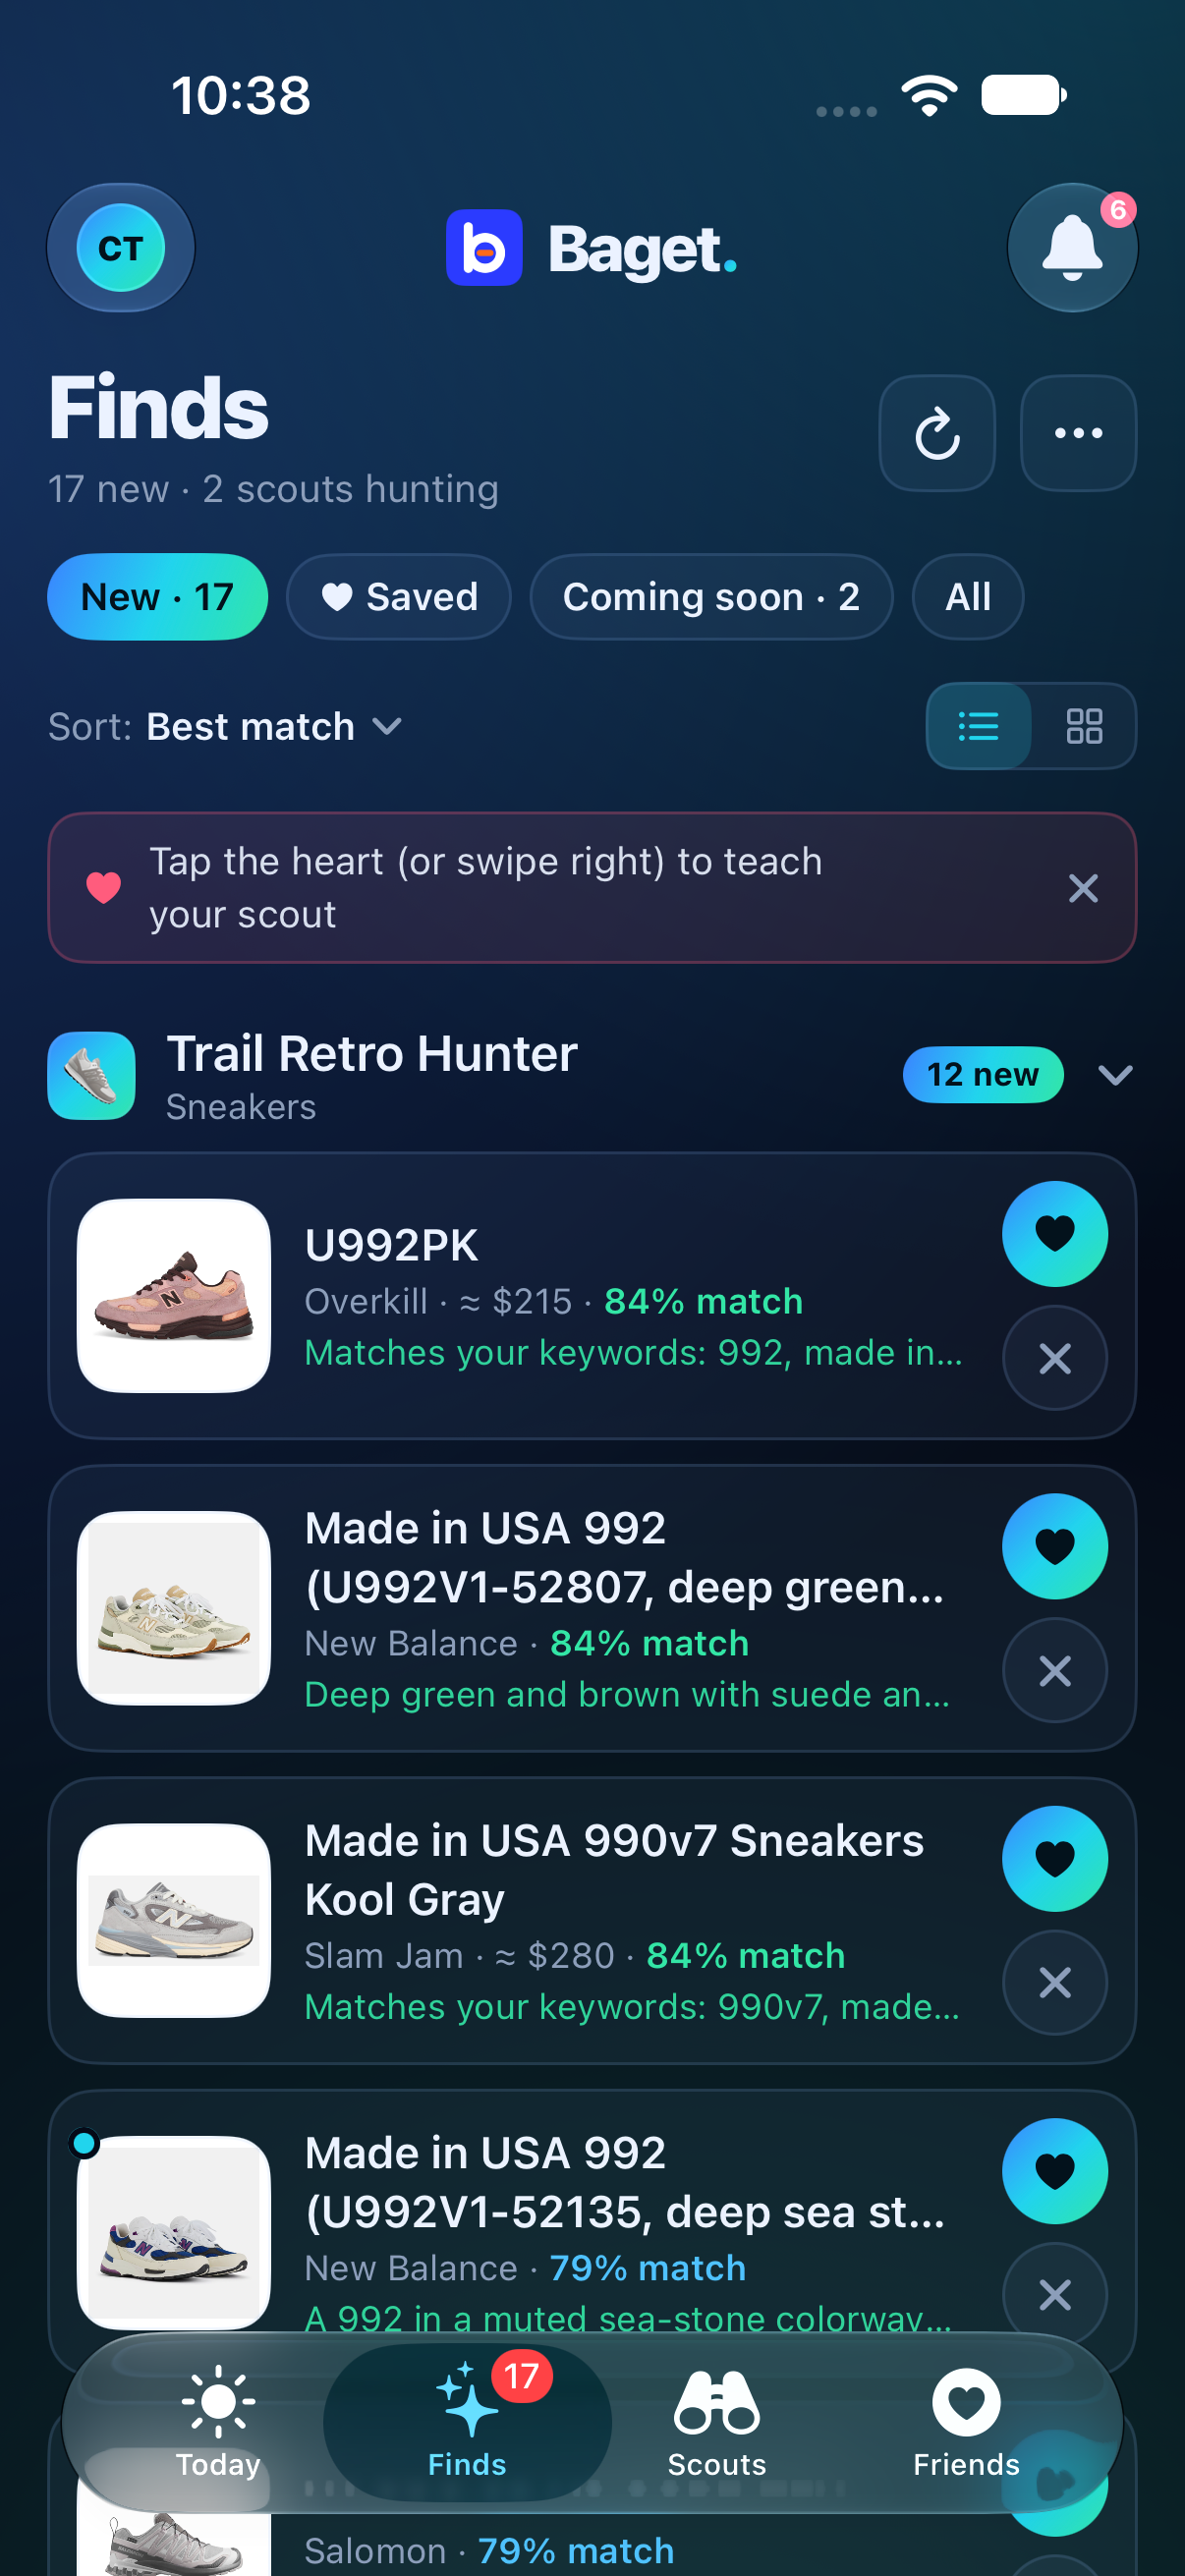 10:38
CT
b Baget.
6
Finds
17 new · 2 scouts hunting
New · 17
Saved
Coming soon · 2
All
Sort: Best match
Tap the heart (or swipe right) to teach
your scout
Trail Retro Hunter
Sneakers
12 new
U992PK
Overkill · ≈ $215 · 84% match
Matches your keywords: 992, made in...
Made in USA 992
(U992V1-52807, deep green...
New Balance · 84% match
Deep green and brown with suede an...
Made in USA 990v7 Sneakers
Kool Gray
Slam Jam · ≈ $280 · 84% match
Matches your keywords: 990v7, made...
Made in USA 992
(U992V1-52135, deep sea st...
New Balance · 79% match
A 992 in a muted sea-stone colorway...
17
Today
Finds
Scouts
Friends
Salomon · 79% match